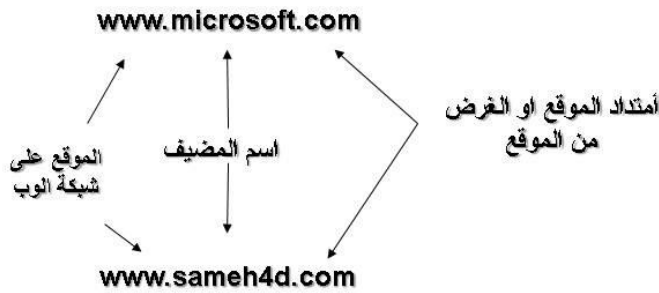 www.microsoft.com
أمتداد الموقع او الغرض
من الموقع
اسم المضيف
الموقع على
شبكة الوب
www.sameh4d.com